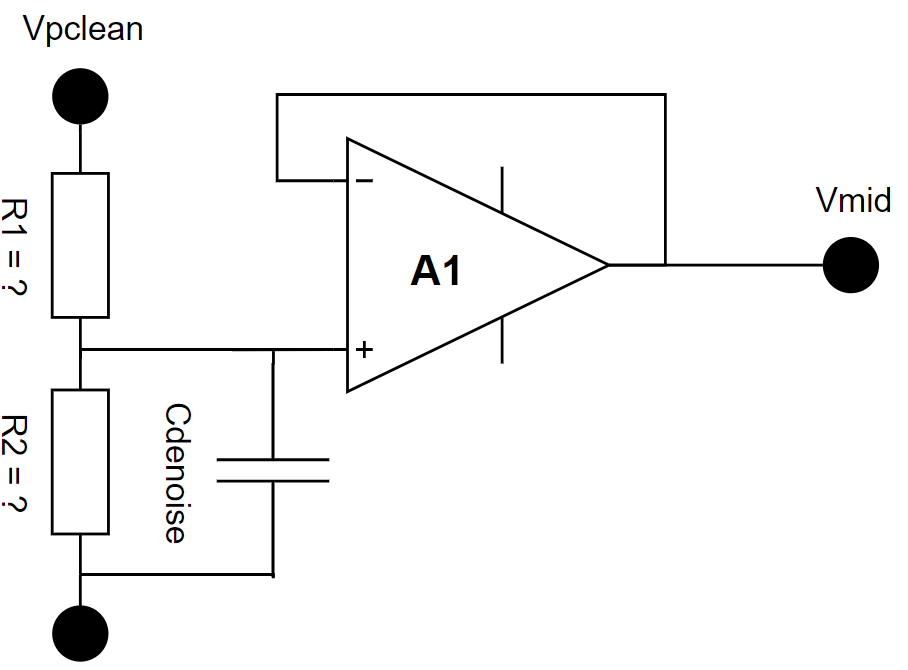 Vpclean
Vmid
R1 = ?
−
A1
+
R2 = ?
Cdenoise